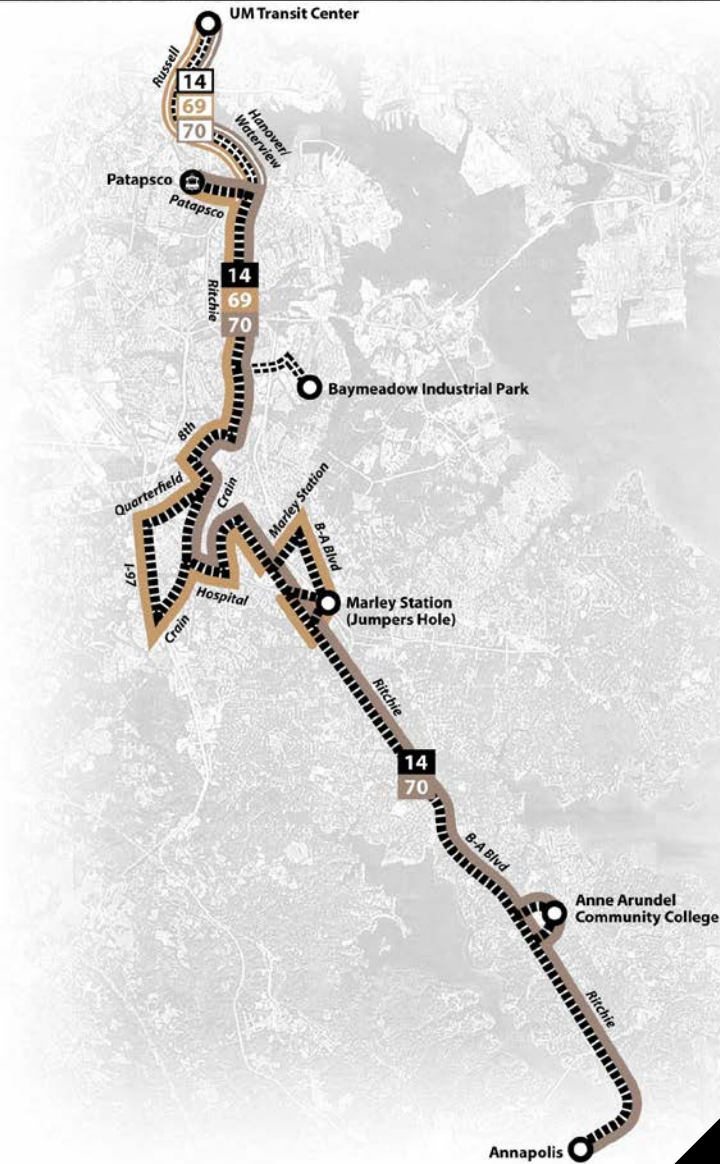 UM Transit Center
Russell
14
69
70
Hanover/
Waterview
Patapsco
Patapsco
Ritchie
14
69
70
Baymeadow Industrial Park
8th
Quarterfield
Crain
Marley Station
B-A Blvd
I-97
Hospital
Crain
Marley Station
(Jumpers Hole)
Ritchie
14
70
B-A Blvd
Anne Arundel
Community College
Ritchie
Annapolis